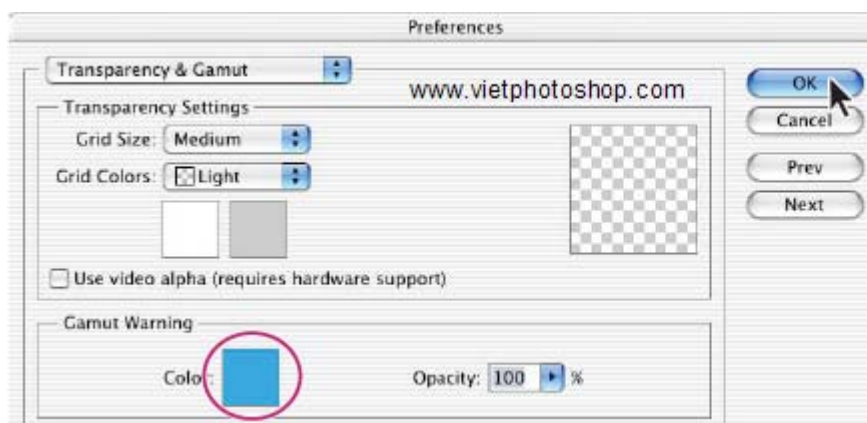 Preferences
Transparency & Gamut
www.vietphotoshop.com
OK
Transparency Settings
Cancel
Grid Size: Medium
Grid Colors: Light
Prev
Next
Use video alpha (requires hardware support)
Gamut Warning
Color:
Opacity: 100 %